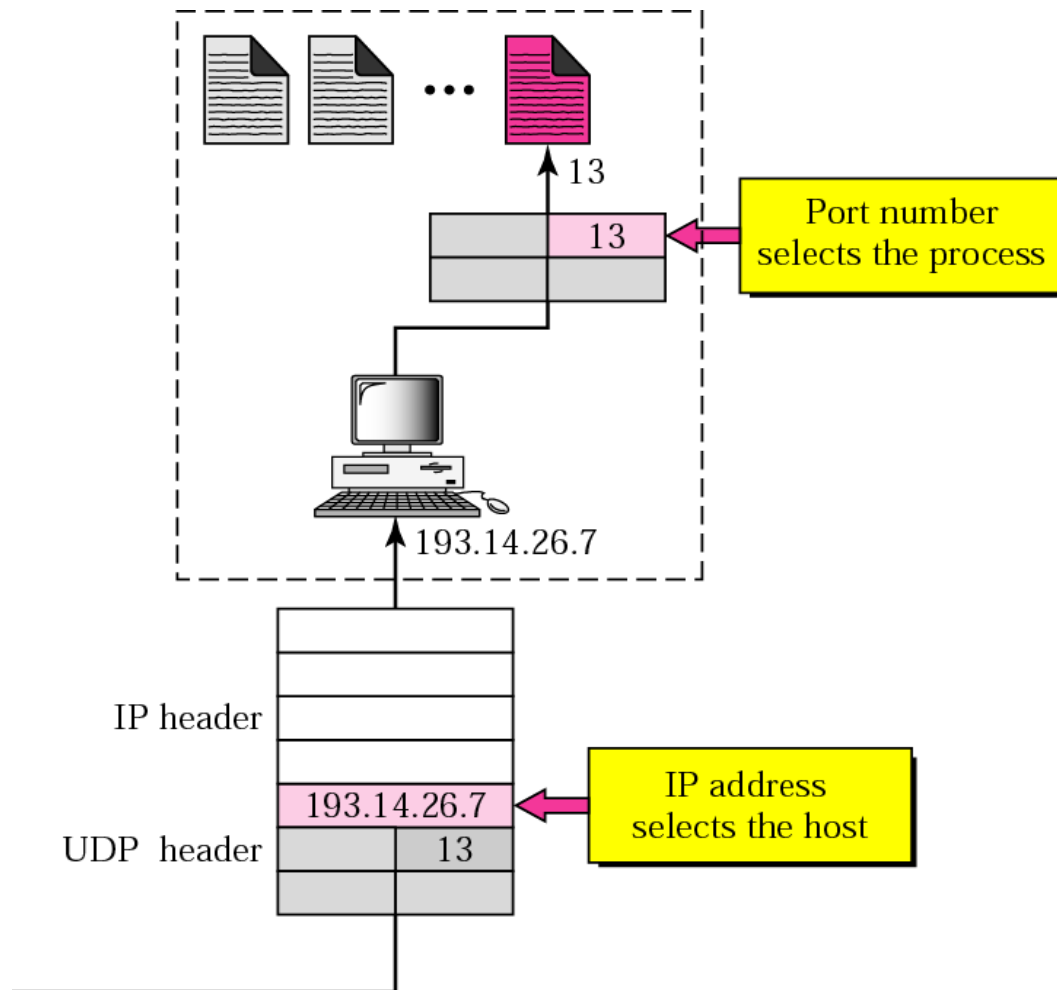 13
13
Port number
selects the process
193.14.26.7
IP header
193.14.26.7
IP address
selects the host
UDP header
13